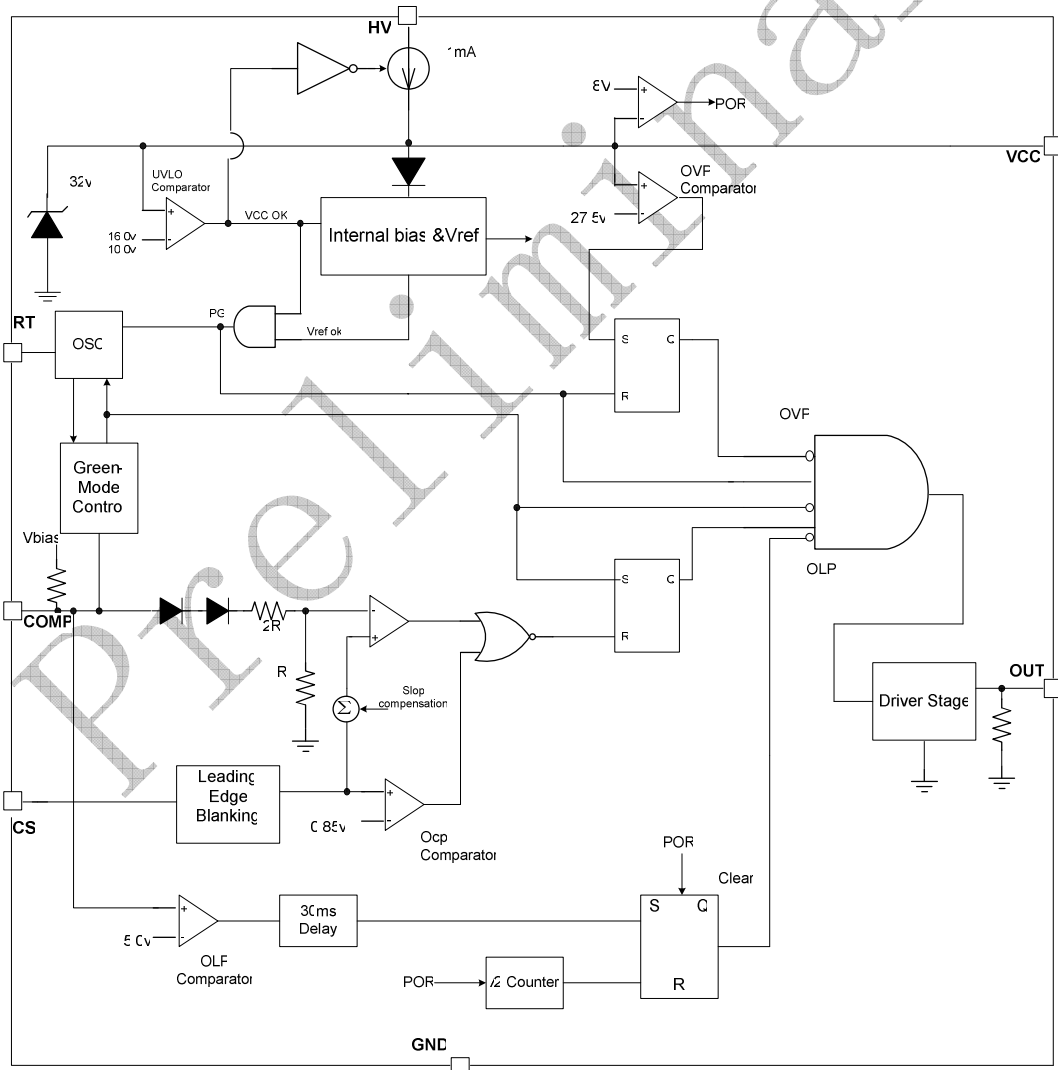 HV
1mA
8V
+
-
POR
VCC
32v
UVLO
Comparator
+
-
16.0v
10.0v
VCC OK
Internal bias & Vref
OVP
Comparator
+
-
27.5v
RT
OSC
PG
Vref ok
S
Q
R
OVP
Green-
Mode
Control
Vbias
COMP
2R
R
-
+
S
Q
R
OLP
Σ
Slop
compensation
OUT
Driver Stage
Leading
Edge
Blanking
CS
+
-
0.85v
Ocp
Comparator
POR
Clear
S
Q
R
+
-
5.0v
30ms
Delay
OLP
Comparator
POR
/2 Counter
GND
Prelimina